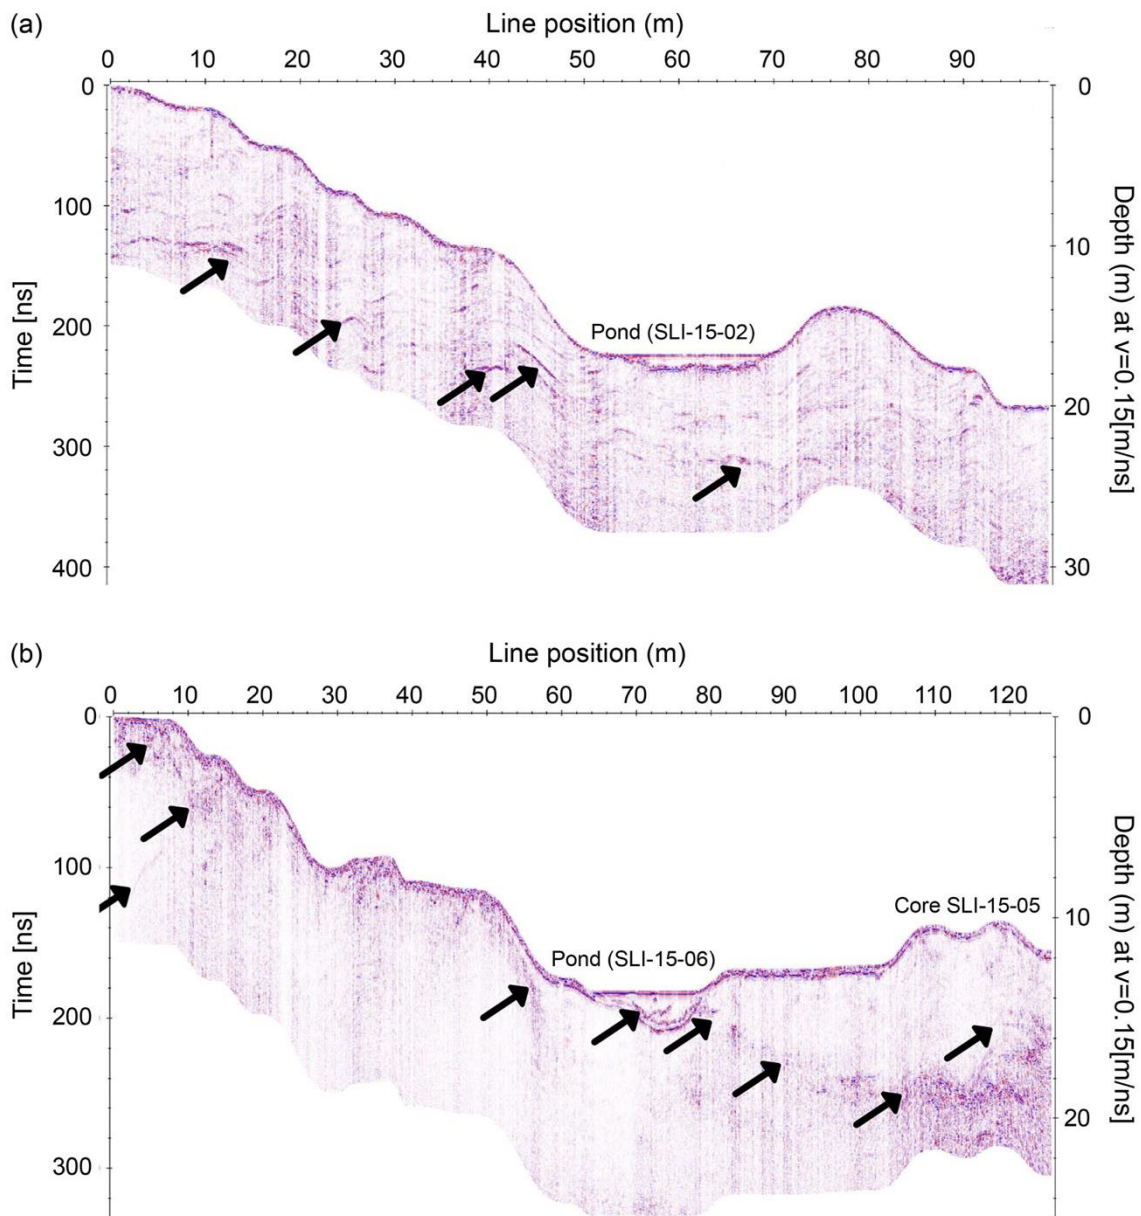 (a)
Line position (m)
0 10 20 30 40 50 60 70 80 90
0
100
200
300
400
Time [ns]
0
10
20
30
Depth (m) at v=0.15[m/ns]
Pond (SLI-15-02)
(b)
Line position (m)
0 10 20 30 40 50 60 70 80 90 100 110 120
0
100
200
300
Time [ns]
0
10
20
Depth (m) at v=0.15[m/ns]
Core SLI-15-05
Pond (SLI-15-06)